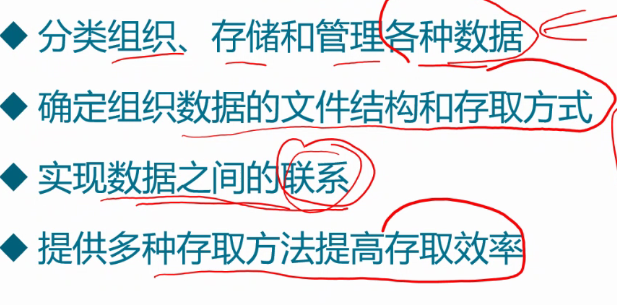 ◆ 分类组织、存储和管理各种数据
◆ 确定组织数据的文件结构和存取方式
◆ 实现数据之间的联系
◆ 提供多种存取方法提高存取效率